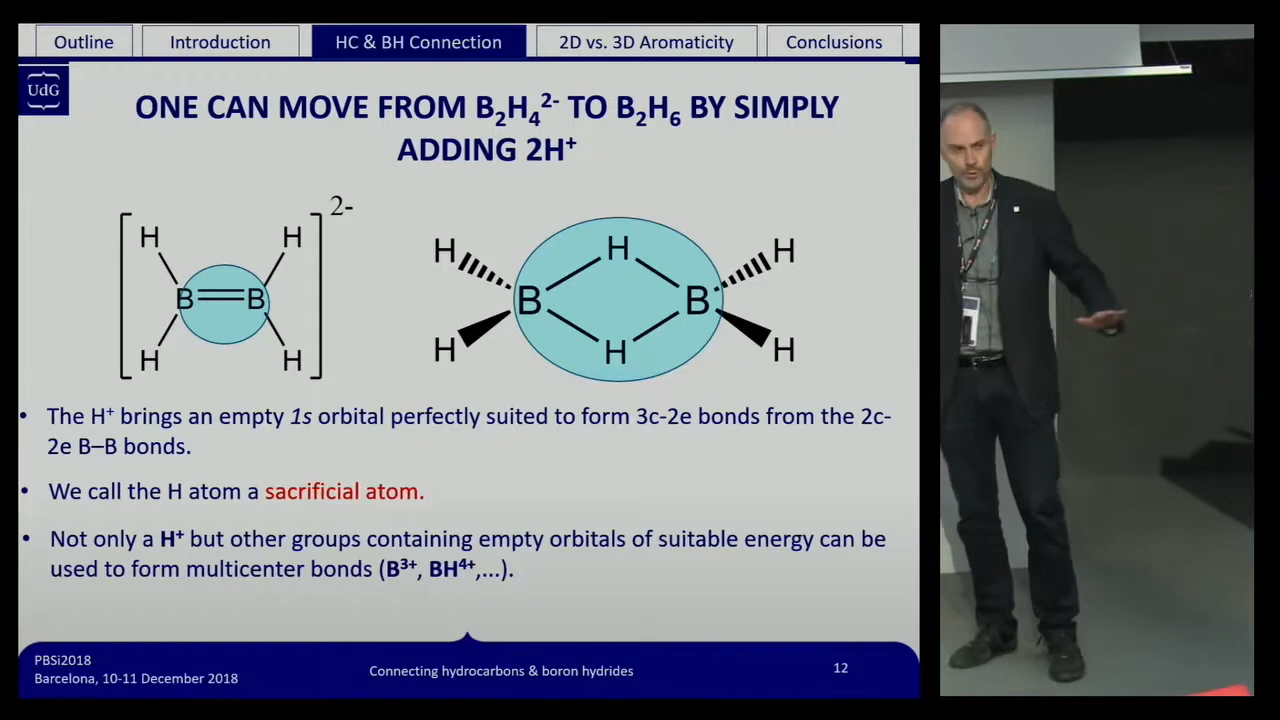 Outline Introduction HC & BH Connection 2D vs. 3D Aromaticity Conclusions
UdG
ONE CAN MOVE FROM B₂H₄²⁻ TO B₂H₆ BY SIMPLY
ADDING 2H⁺
2-
H H
B B
H H
H H H
B B
H H H
• The H⁺ brings an empty 1s orbital perfectly suited to form 3c-2e bonds from the 2c-
2e B–B bonds.
• We call the H atom a sacrificial atom.
• Not only a H⁺ but other groups containing empty orbitals of suitable energy can be
used to form multicenter bonds (B³⁺, BH⁴⁺,...).
PBSi2018
Barcelona, 10-11 December 2018
Connecting hydrocarbons & boron hydrides
12